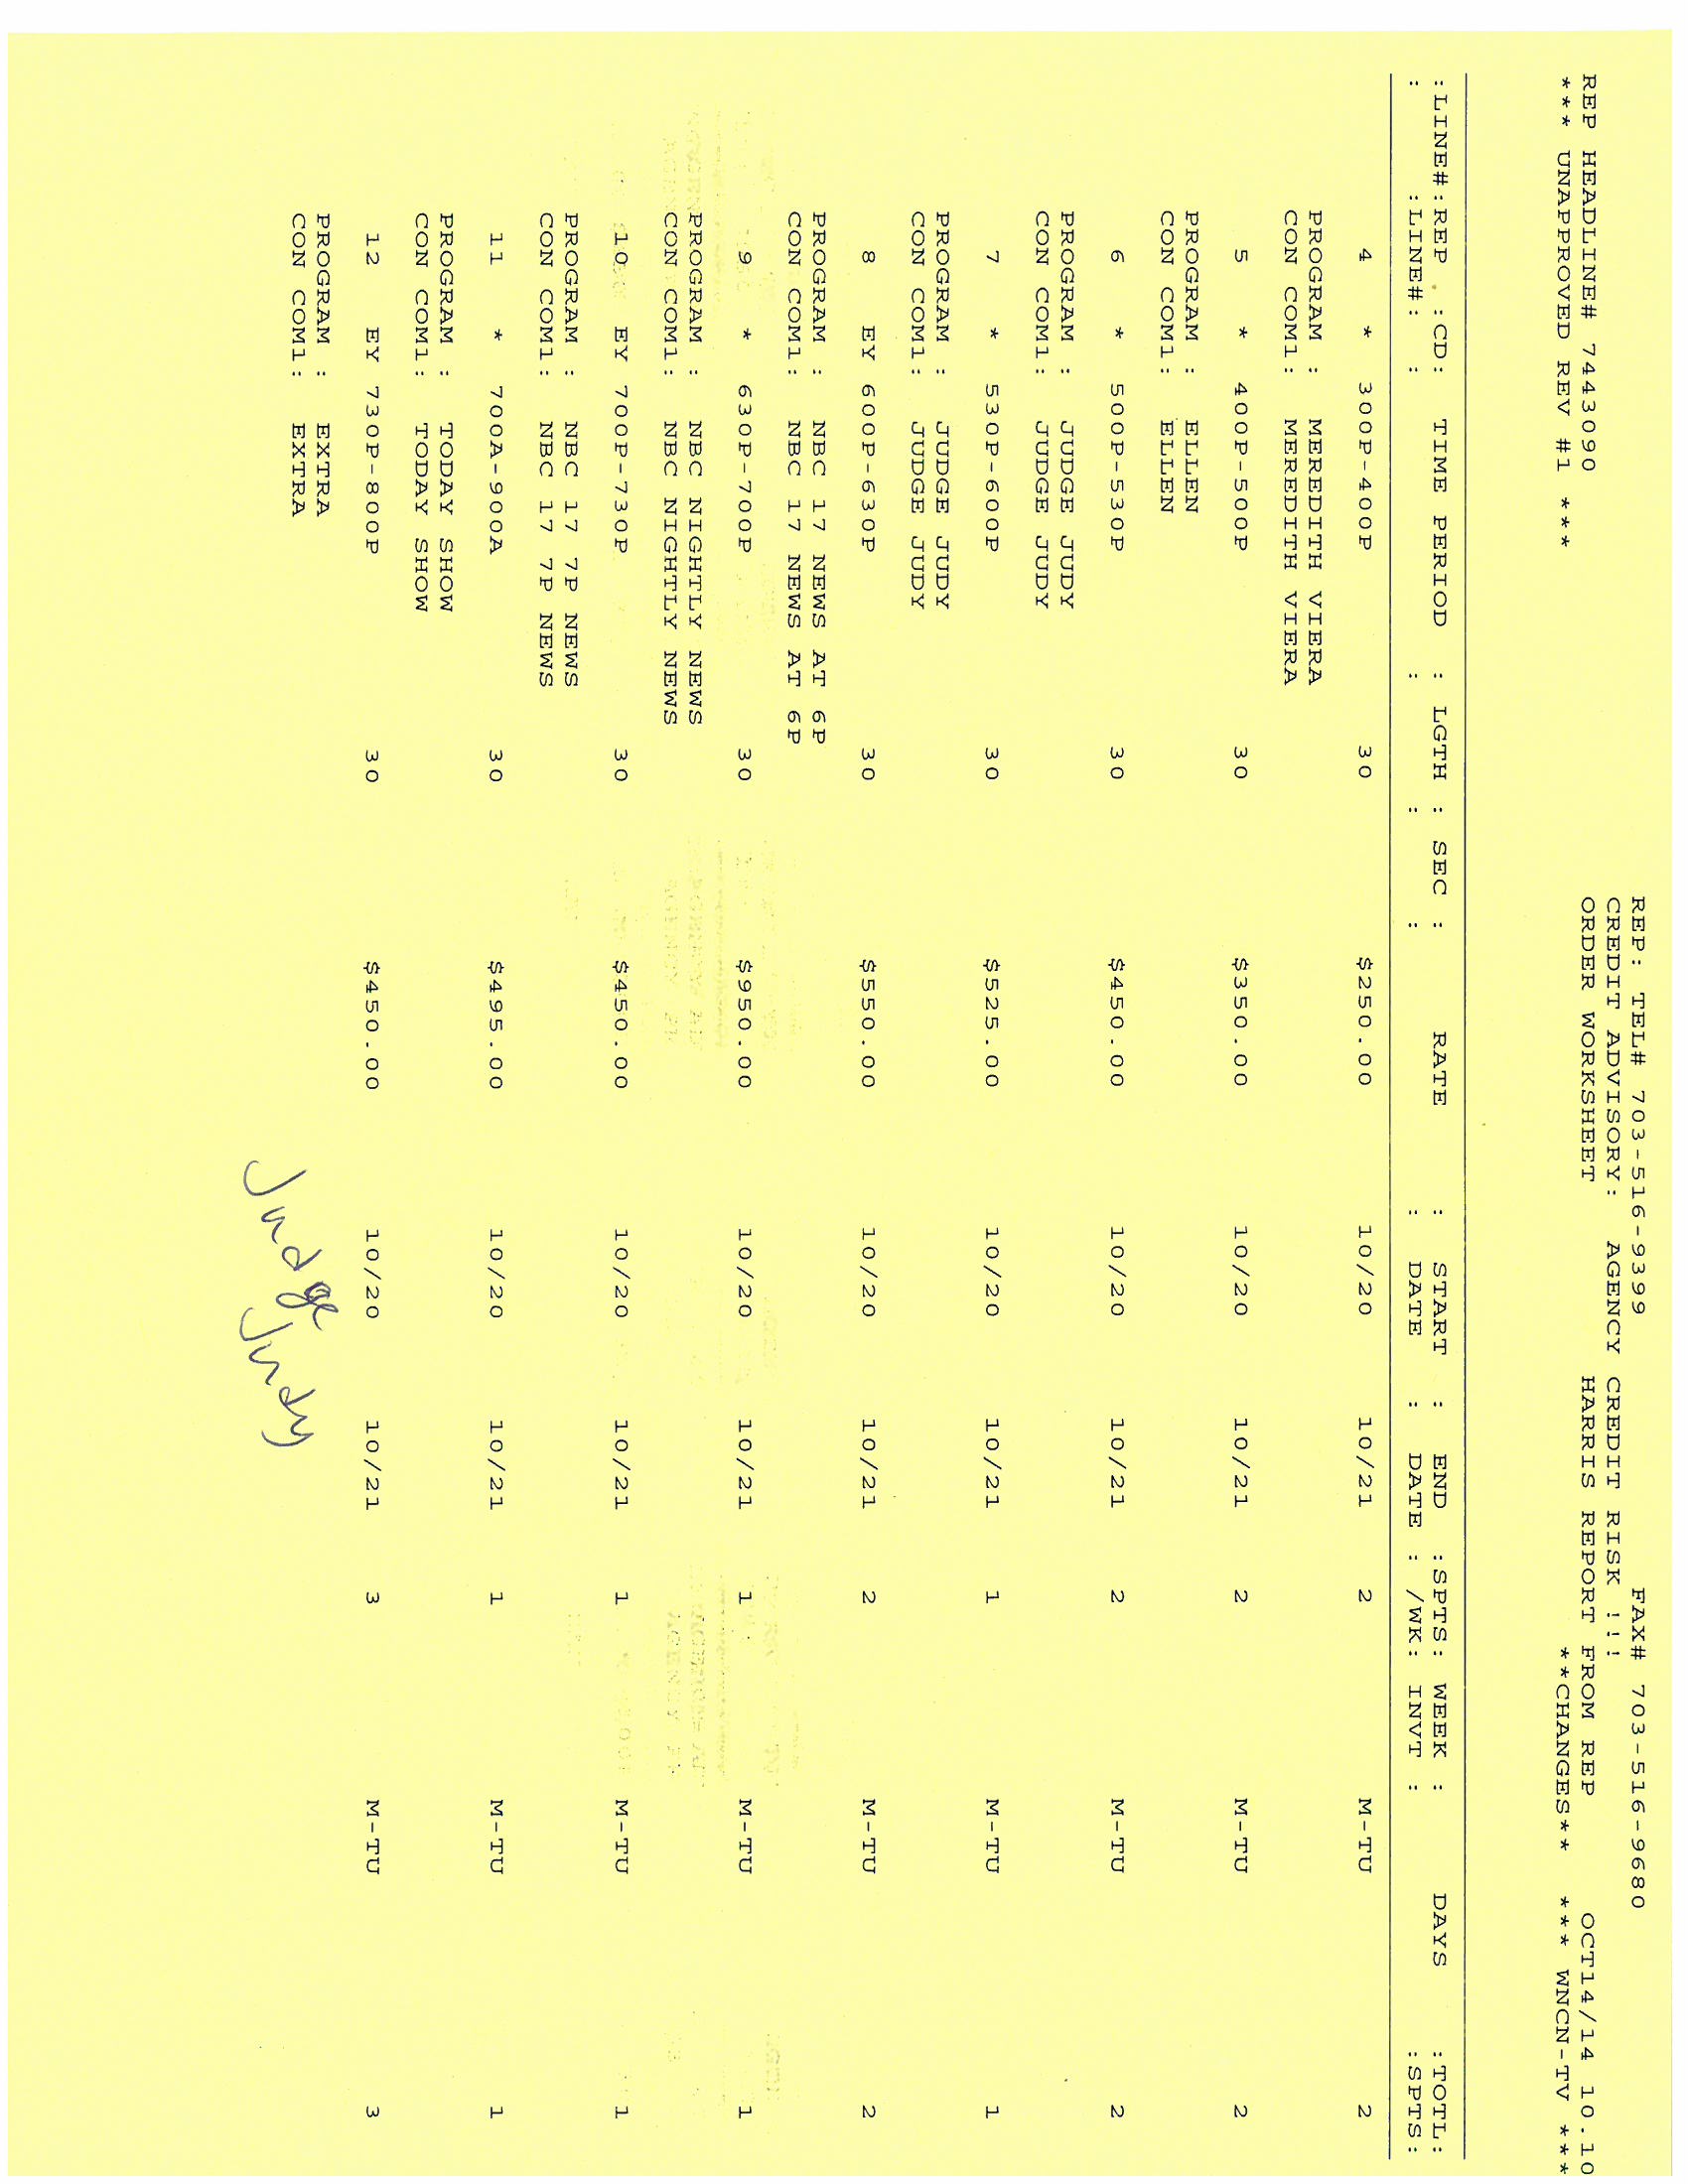 REP: TEL# 703-516-9399 FAX# 703-516-9680
CREDIT ADVISORY: AGENCY CREDIT RISK !!!
REP HEADLINE# 7443090 ORDER WORKSHEET HARRIS REPORT FROM REP OCT14/14 10.10
*** UNAPPROVED REV #1 *** **CHANGES** *** WNCN-TV ***
:LINE#:REP :CD: TIME PERIOD : LGTH : SEC : RATE : START : END :SPTS: WEEK : DAYS :TOTL:
: :LINE#: : : : : : DATE : DATE : /WK: INVT : :SPTS:
4 * 300P-400P 30 $250.00 10/20 10/21 2 M-TU 2
PROGRAM : MEREDITH VIERA
CON COM1: MEREDITH VIERA
5 * 400P-500P 30 $350.00 10/20 10/21 2 M-TU 2
PROGRAM : ELLEN
CON COM1: ELLEN
6 * 500P-530P 30 $450.00 10/20 10/21 2 M-TU 2
PROGRAM : JUDGE JUDY
CON COM1: JUDGE JUDY
7 * 530P-600P 30 $525.00 10/20 10/21 1 M-TU 1
PROGRAM : JUDGE JUDY
CON COM1: JUDGE JUDY
8 EY 600P-630P 30 $550.00 10/20 10/21 2 M-TU 2
PROGRAM : NBC 17 NEWS AT 6P
CON COM1: NBC 17 NEWS AT 6P
9 * 630P-700P 30 $950.00 10/20 10/21 1 M-TU 1
PROGRAM : NBC NIGHTLY NEWS
CON COM1: NBC NIGHTLY NEWS
10 EY 700P-730P 30 $450.00 10/20 10/21 1 M-TU 1
PROGRAM : NBC 17 7P NEWS
CON COM1: NBC 17 7P NEWS
11 * 700A-900A 30 $495.00 10/20 10/21 1 M-TU 1
PROGRAM : TODAY SHOW
CON COM1: TODAY SHOW
12 EY 730P-800P 30 $450.00 10/20 10/21 3 M-TU 3
PROGRAM : EXTRA
CON COM1: EXTRA
Judge Judy